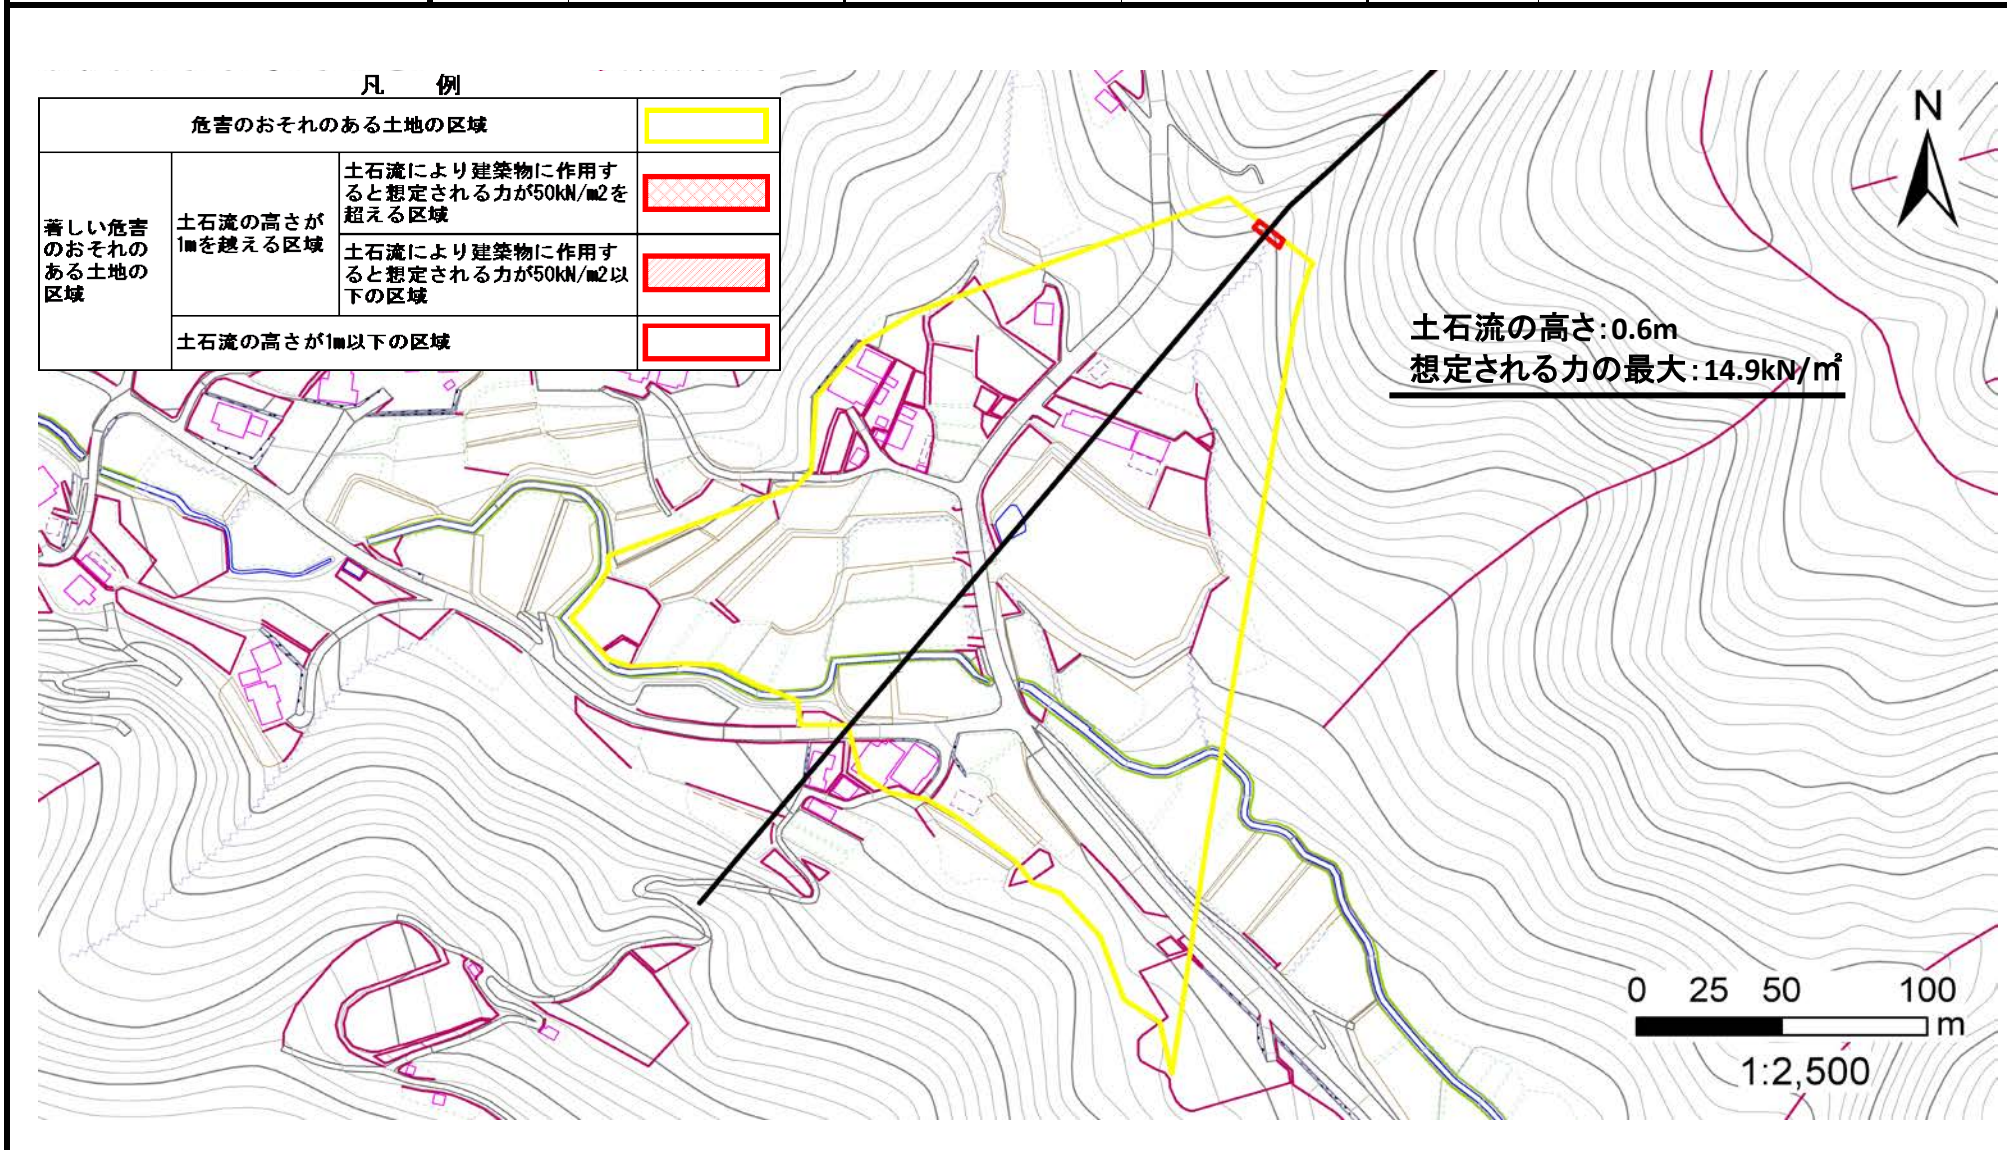 凡　例
危害のおそれのある土地の区域
著しい危害
のおそれの
ある土地の
区域
土石流の高さが
1mを越える区域
土石流により建築物に作用す
ると想定される力が50kN/m2を
超える区域
土石流により建築物に作用す
ると想定される力が50kN/m2以
下の区域
土石流の高さが1m以下の区域
N
土石流の高さ:0.6m
想定される力の最大:14.9kN/㎡
0 25 50 100
m
1:2,500